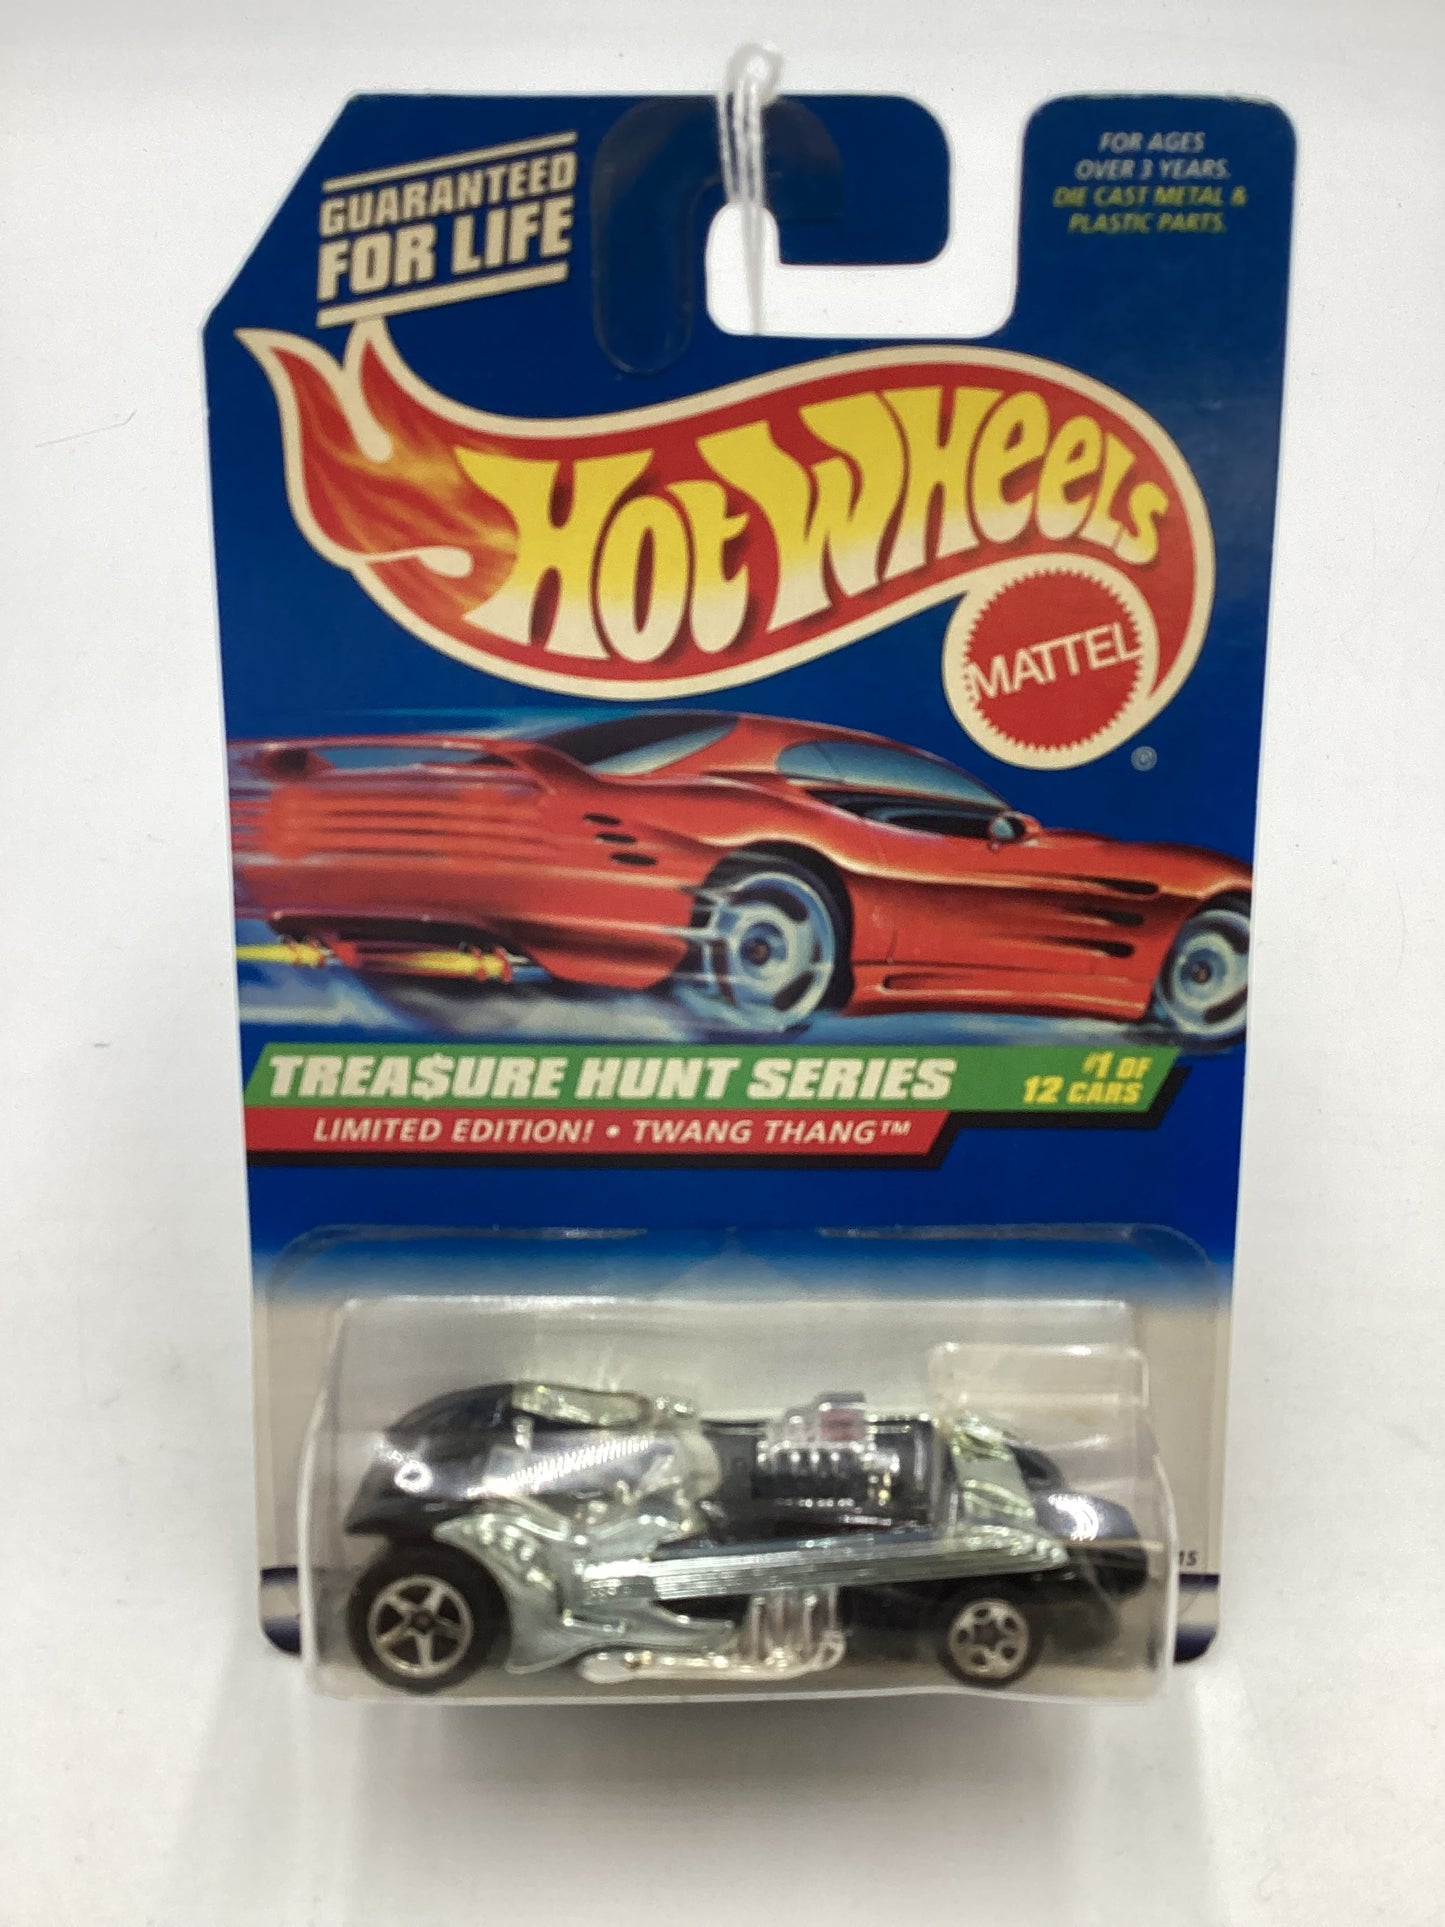 GUARANTEED
FOR LIFE
FOR AGES
OVER 3 YEARS.
DIE CAST METAL &
PLASTIC PARTS.
HOT WHEELS
MATTEL
®
TREA$URE HUNT SERIES
#1 OF
12 CARS
LIMITED EDITION! • TWANG THANG™